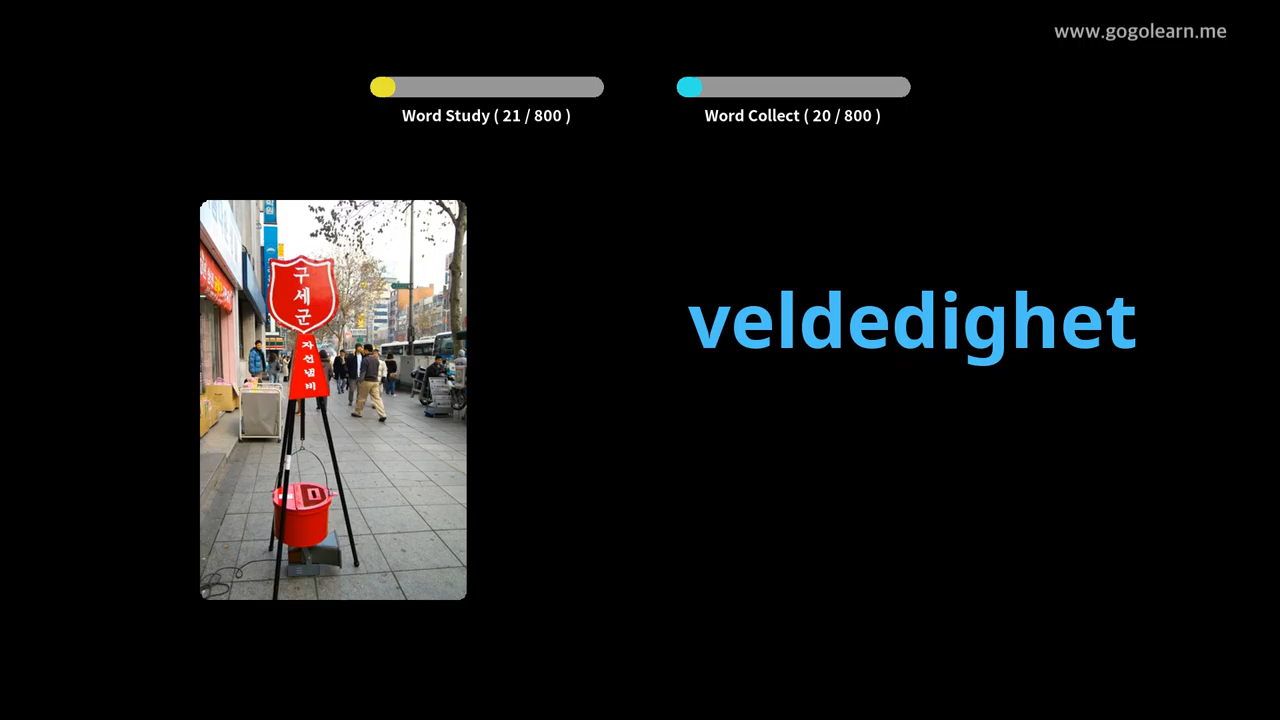 www.gogolearn.me
Word Study ( 21 / 800 )
Word Collect ( 20 / 800 )
구세군
자선냄비
veldedighet